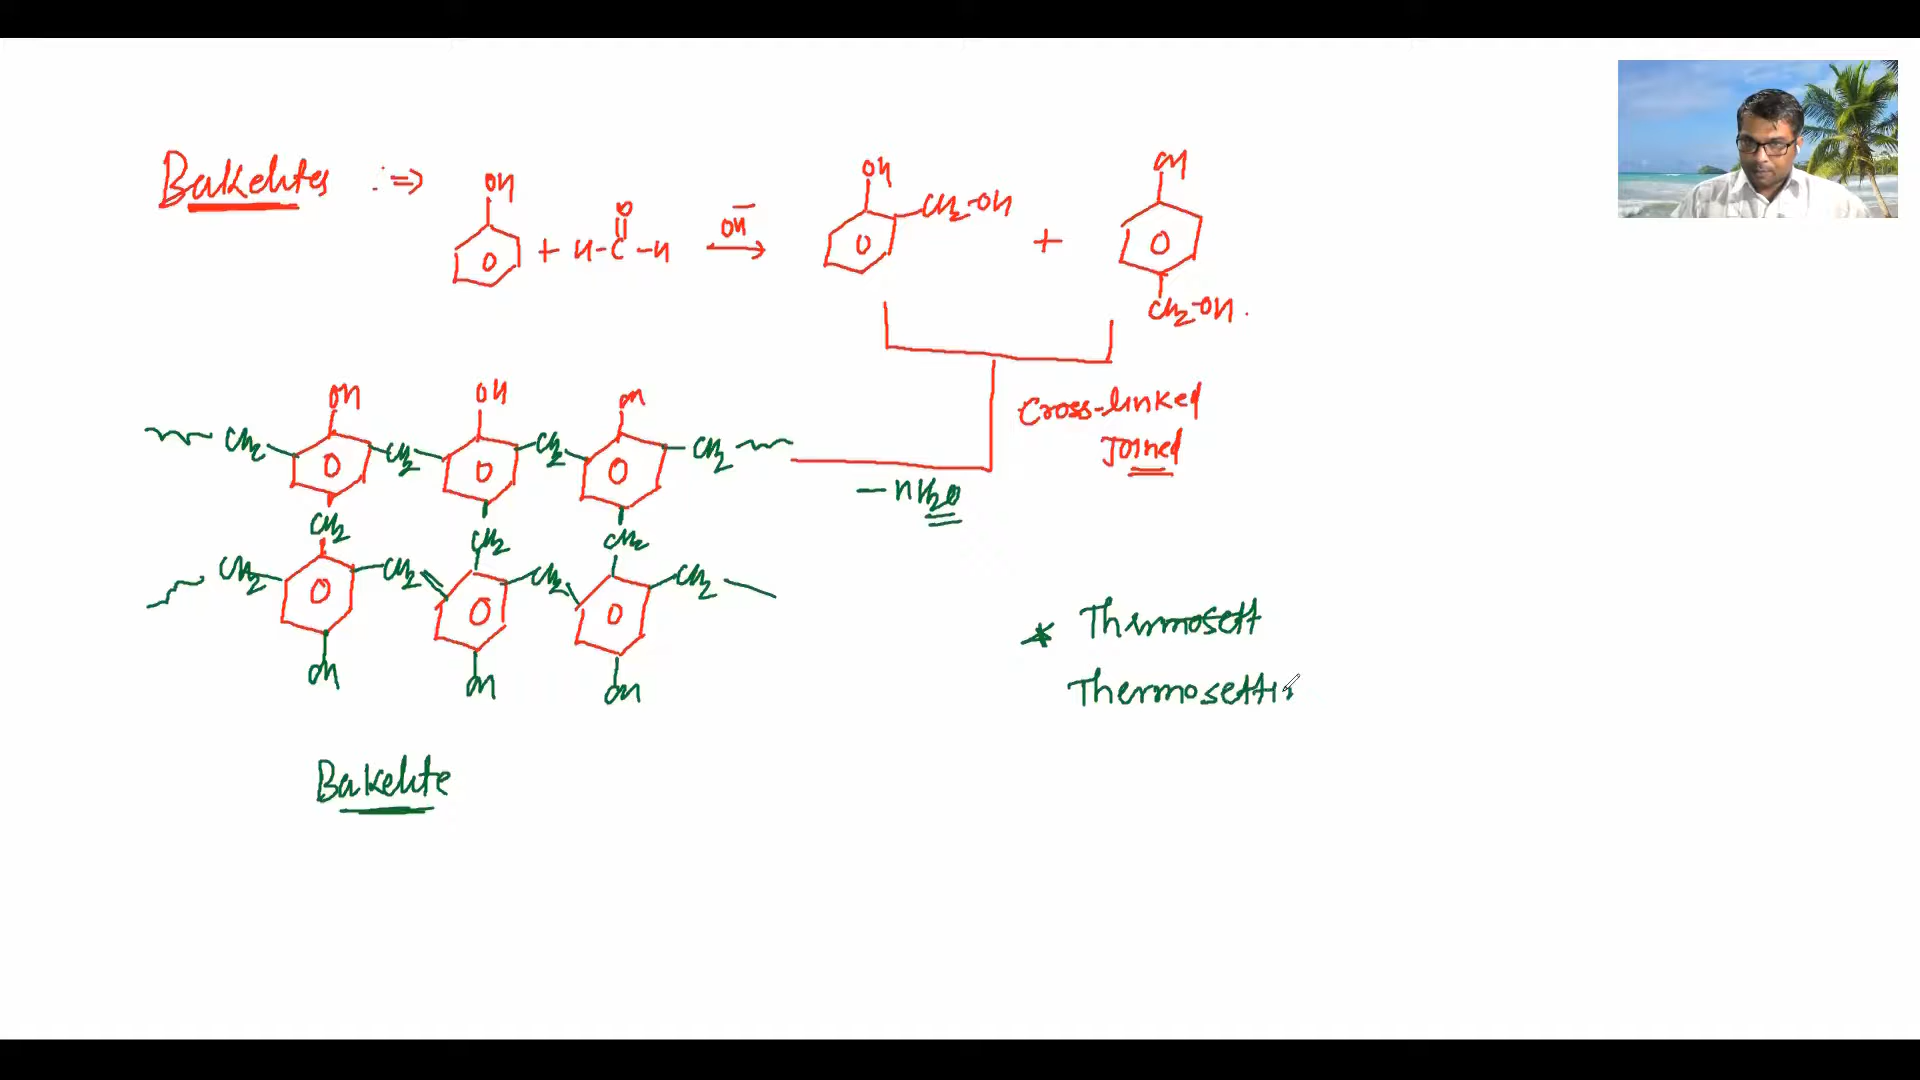 Bakelites :⇒
OH
O
+ H-C-H
OH⁻
OH
CH2-OH
+
OH
CH2-OH.
Cross-linked
Joined
-nH2O
OH OH OH
CH2 CH2 CH2 CH2
CH2 CH2 CH2
CH2 CH2 CH2 CH2
OH OH OH
* Thermosett
Thermosettin
Bakelite